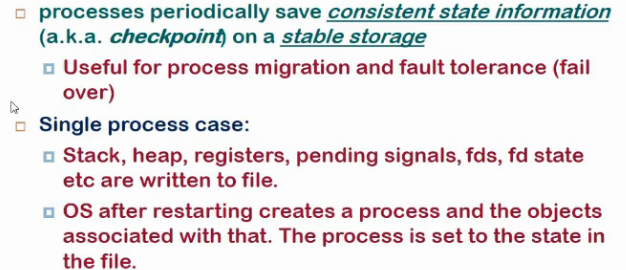 processes periodically save consistent state information
(a.k.a. checkpoint) on a stable storage
Useful for process migration and fault tolerance (fail
over)
Single process case:
Stack, heap, registers, pending signals, fds, fd state
etc are written to file.
OS after restarting creates a process and the objects
associated with that. The process is set to the state in
the file.